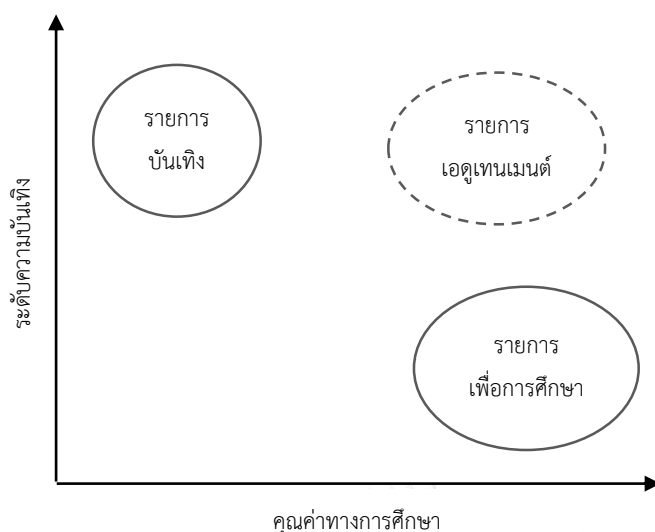 รายการ
บันเทิง
รายการ
เอดูเทนเมนต์
รายการ
เพื่อการศึกษา
ระดับความบันเทิง
คุณค่าทางการศึกษา